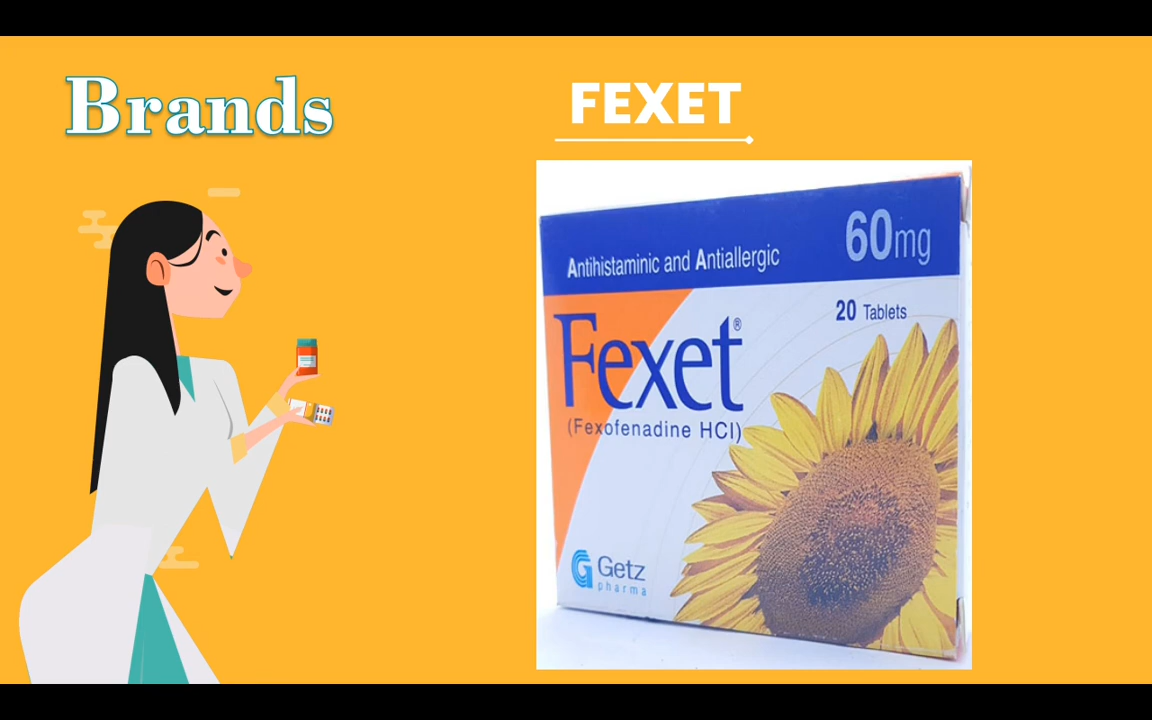 Brands
FEXET
Antihistaminic and Antiallergic
60mg
20 Tablets
Fexet®
(Fexofenadine HCl)
Getz
pharma